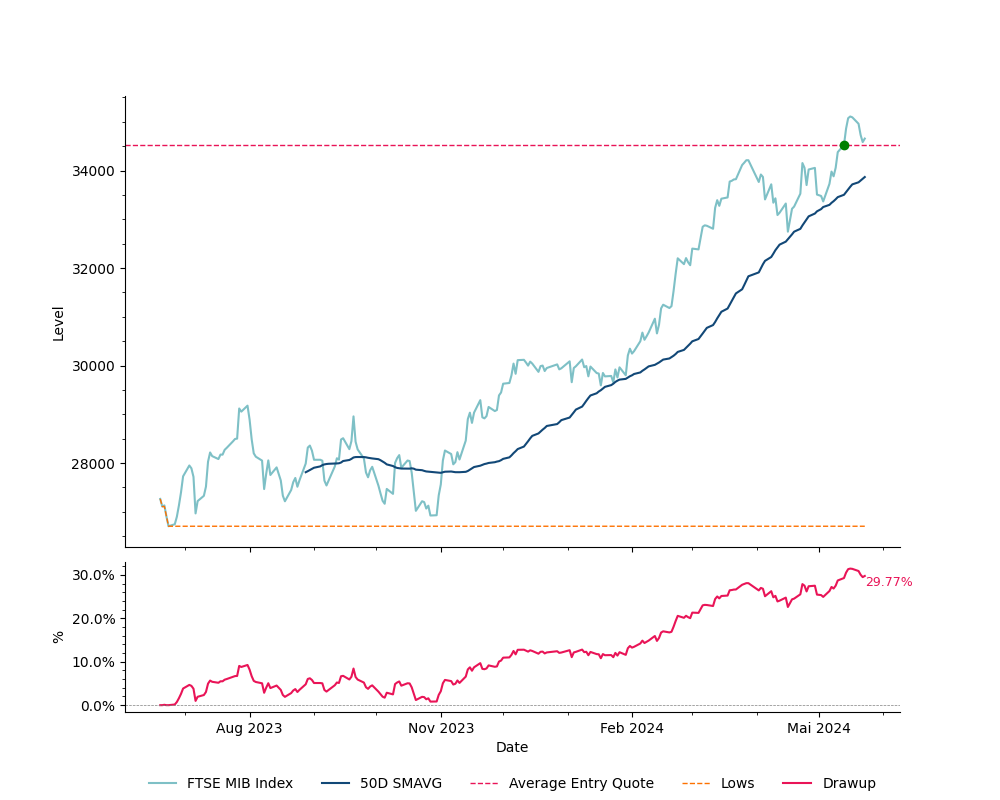 34000
32000
30000
28000
Level
30.0%
20.0%
10.0%
0.0%
%
29.77%
Aug 2023
Nov 2023
Feb 2024
Mai 2024
Date
FTSE MIB Index
50D SMAVG
Average Entry Quote
Lows
Drawup